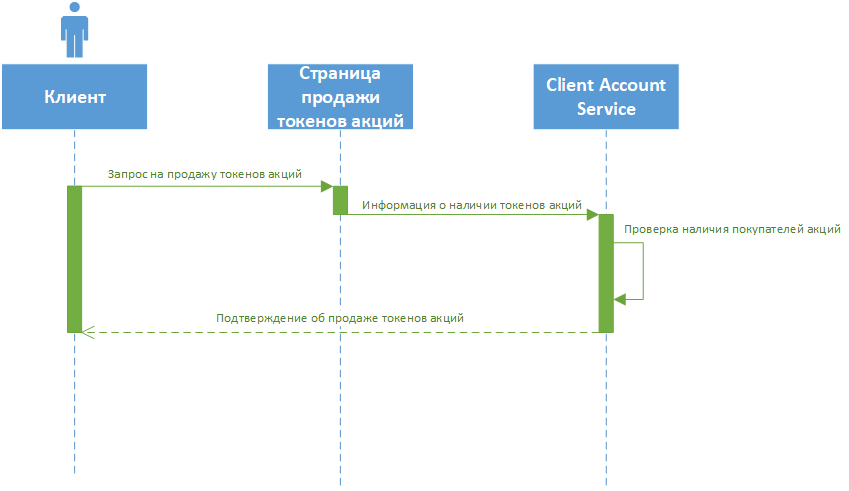 Клиент
Страница
продажи
токенов акций
Client Account
Service
Запрос на продажу токенов акций
Информация о наличии токенов акций
Проверка наличия покупателей акций
Подтверждение об продаже токенов акций